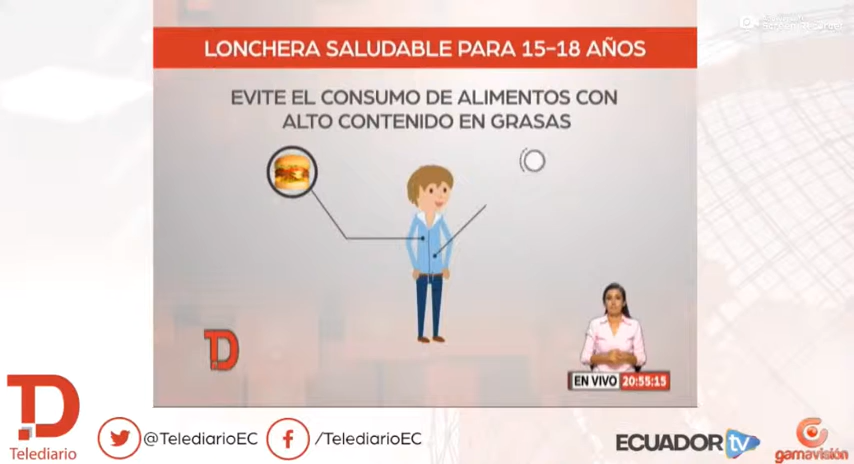 LONCHERA SALUDABLE PARA 15-18 AÑOS
EVITE EL CONSUMO DE ALIMENTOS CON
ALTO CONTENIDO EN GRASAS
EN VIVO 20:55:15
Telediario
@TelediarioEC
/TelediarioEC
ECUADOR tv
gamavisión